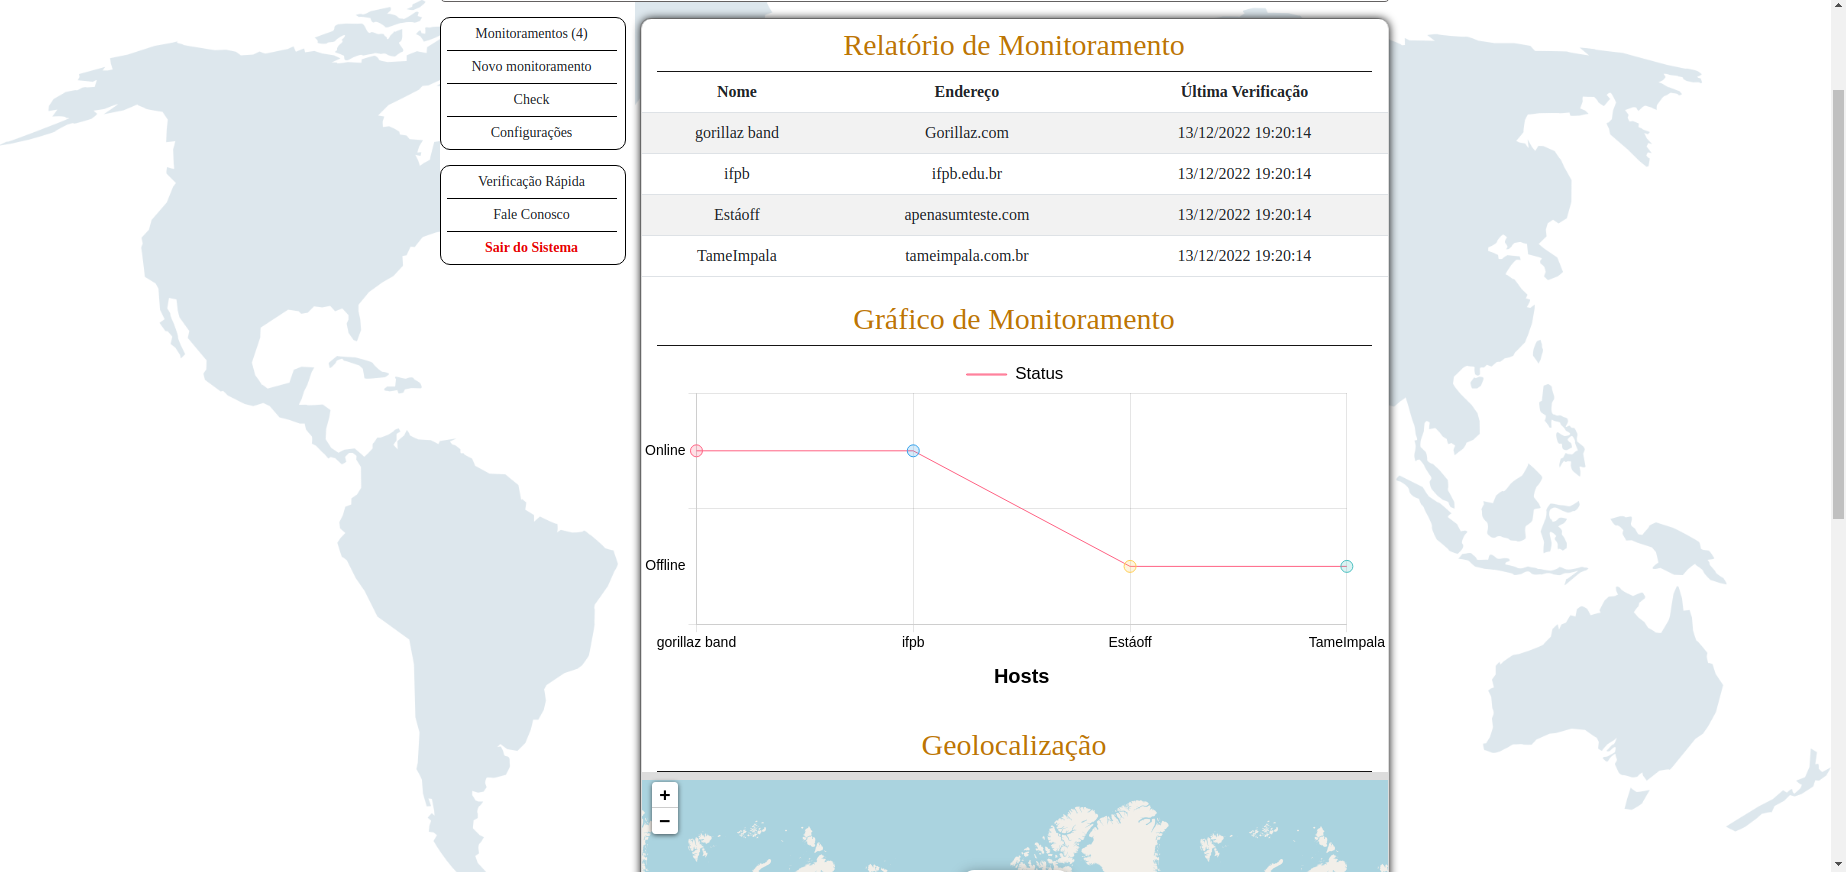 Monitoramentos (4)
Novo monitoramento
Check
Configurações
Verificação Rápida
Fale Conosco
Sair do Sistema
Relatório de Monitoramento
Nome Endereço Última Verificação
gorillaz band Gorillaz.com 13/12/2022 19:20:14
ifpb ifpb.edu.br 13/12/2022 19:20:14
Estáoff apenasumteste.com 13/12/2022 19:20:14
TameImpala tameimpala.com.br 13/12/2022 19:20:14
Gráfico de Monitoramento
Status
Online
Offline
gorillaz band ifpb Estáoff TameImpala
Hosts
Geolocalização
+
−